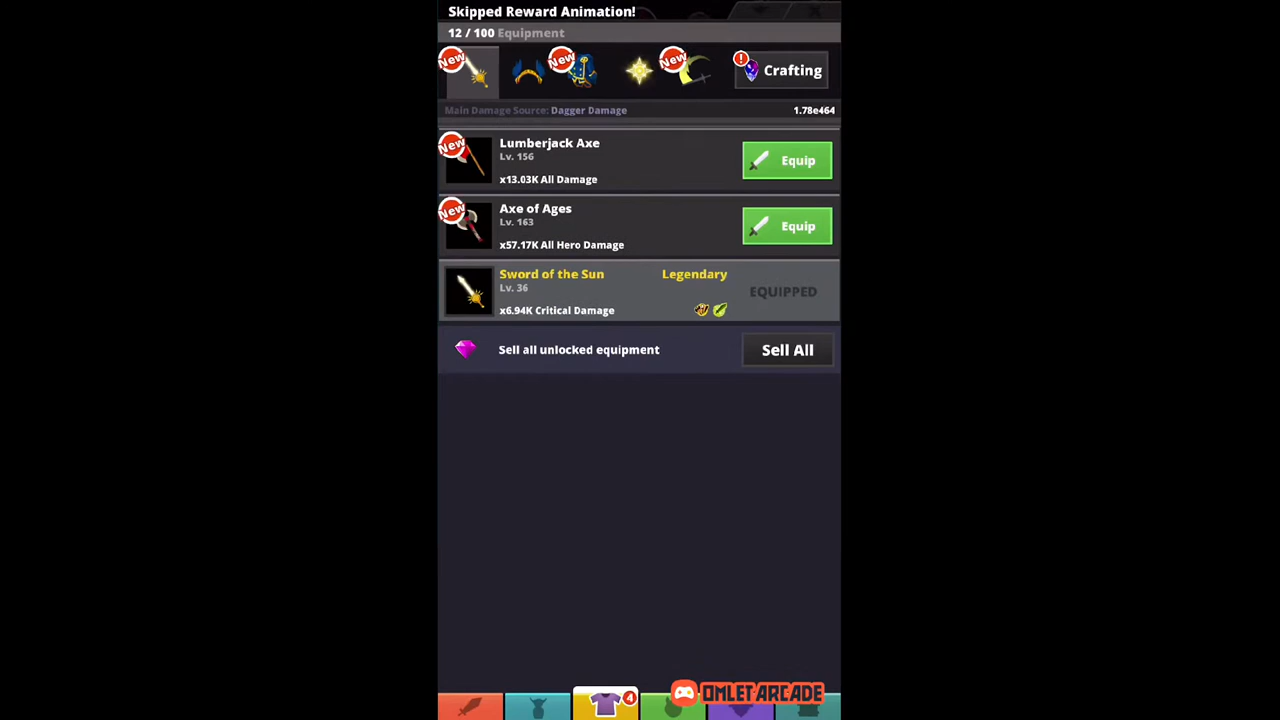 Skipped Reward Animation!
12 / 100 Equipment
New
New
New
! Crafting
Main Damage Source: Dagger Damage 1.78e464
New
Lumberjack Axe
Lv. 156
x13.03K All Damage
Equip
New
Axe of Ages
Lv. 163
x57.17K All Hero Damage
Equip
Sword of the Sun Legendary
Lv. 36
x6.94K Critical Damage
EQUIPPED
Sell all unlocked equipment Sell All
4
OMLET ARCADE